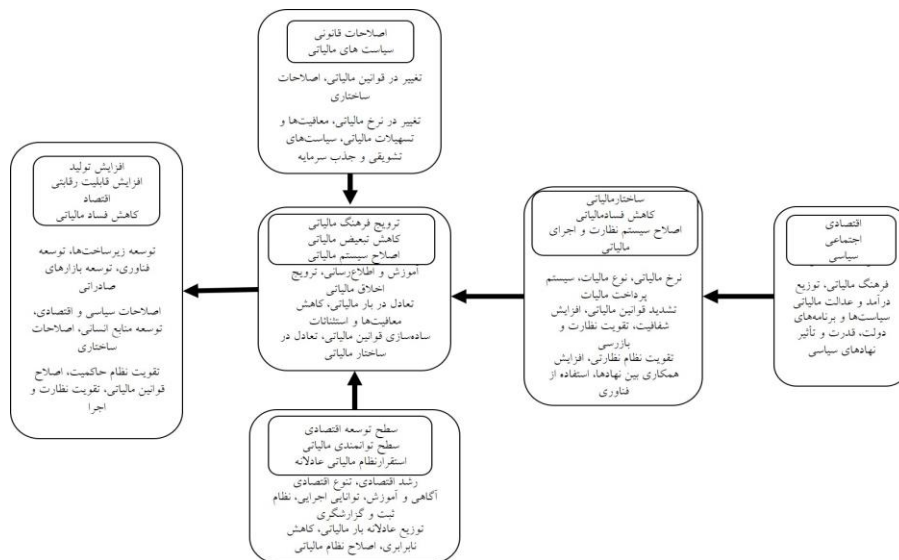 اصلاحات قانونی
سیاست های مالیاتی
تغییر در قوانین مالیاتی، اصلاحات
ساختاری
تغییر در نرخ مالیاتی، معافیت‌ها و
تسهیلات مالیاتی، سیاست‌های
تشویقی و جذب سرمایه
اقتصادی
اجتماعی
سیاسی
فرهنگ مالیاتی، توزیع
درآمد و عدالت مالیاتی
سیاست‌ها و برنامه‌های
دولت، قدرت و تأثیر
نهادهای سیاسی
ساختارمالیاتی
کاهش فسادمالیاتی
اصلاح سیستم نظارت و اجرای
مالیاتی
نرخ مالیاتی، نوع مالیات، سیستم
پرداخت مالیات
تشدید قوانین مالیاتی، افزایش
شفافیت، تقویت نظارت و
بازرسی
تقویت نظام نظارتی، افزایش
همکاری بین نهادها، استفاده از
فناوری
ترویج فرهنگ مالیاتی
کاهش تبعیض مالیاتی
اصلاح سیستم مالیاتی
آموزش و اطلاع‌رسانی، ترویج
اخلاق مالیاتی
تعادل در بار مالیاتی، کاهش
معافیت‌ها و استثنائات
ساده‌سازی قوانین مالیاتی، تعادل در
ساختار مالیاتی
افزایش تولید
افزایش قابلیت رقابتی
اقتصاد
کاهش فساد مالیاتی
توسعه زیرساخت‌ها، توسعه
فناوری، توسعه بازارهای
صادراتی
اصلاحات سیاسی و اقتصادی،
توسعه منابع انسانی، اصلاحات
ساختاری
تقویت نظام حاکمیت، اصلاح
قوانین مالیاتی، تقویت نظارت و
اجرا
سطح توسعه اقتصادی
سطح توانمندی مالیاتی
استقرارنظام مالیاتی عادلانه
رشد اقتصادی، تنوع اقتصادی
آگاهی و آموزش، توانایی اجرایی، نظام
ثبت و گزارشگری
توزیع عادلانه بار مالیاتی، کاهش
نابرابری، اصلاح نظام مالیاتی